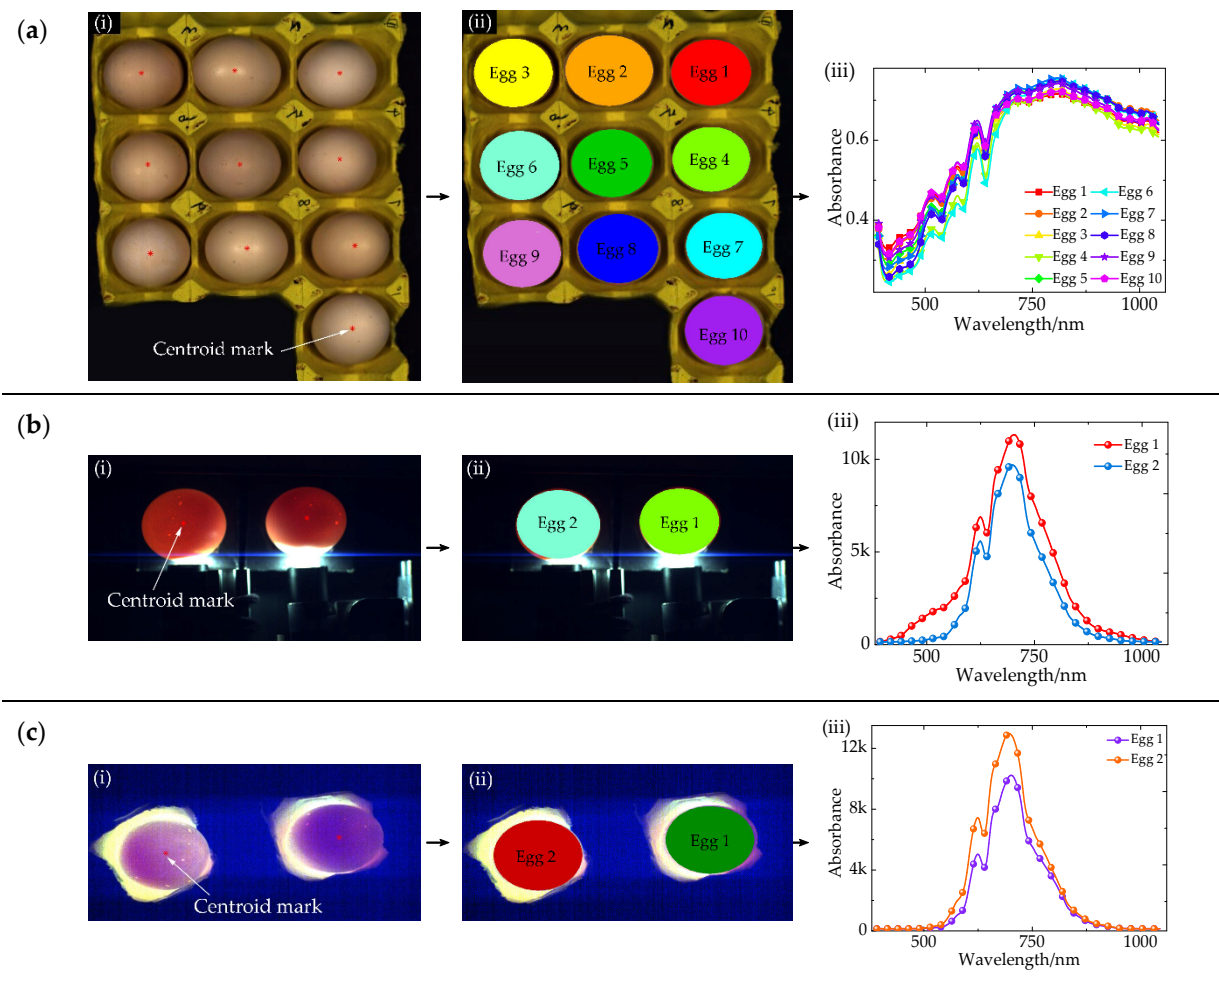 (a)
(i)
Centroid mark
(ii)
Egg 3
Egg 2
Egg 1
Egg 6
Egg 5
Egg 4
Egg 9
Egg 8
Egg 7
Egg 10
(iii)
Absorbance
0.6
0.4
500
750
1000
Wavelength/nm
Egg 1
Egg 6
Egg 2
Egg 7
Egg 3
Egg 8
Egg 4
Egg 9
Egg 5
Egg 10
(b)
(i)
Centroid mark
(ii)
Egg 2
Egg 1
(iii)
Absorbance
10k
5k
0
500
750
1000
Wavelength/nm
Egg 1
Egg 2
(c)
(i)
Centroid mark
(ii)
Egg 2
Egg 1
(iii)
Absorbance
12k
8k
4k
0
500
750
1000
Wavelength/nm
Egg 1
Egg 2